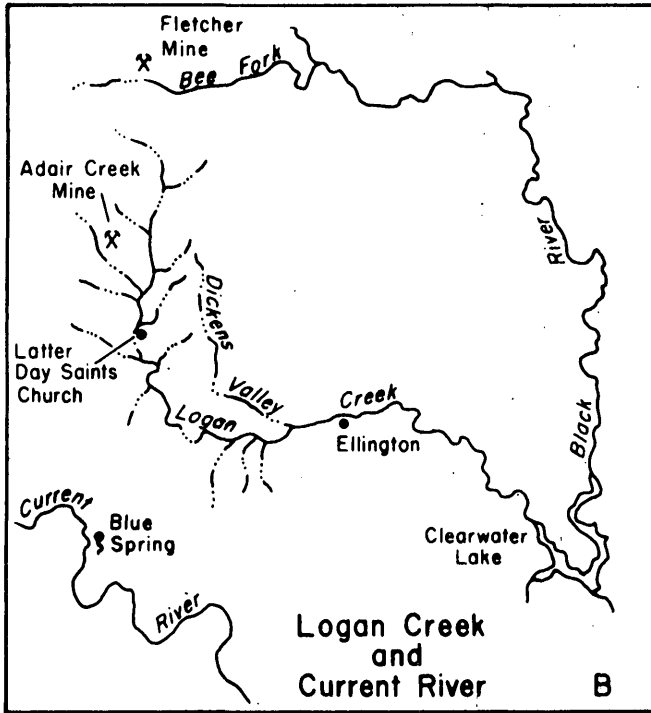 Fletcher
Mine
Bee Fork
Adair Creek
Mine
River
Dickens
Valley
Latter
Day Saints
Church
Logan
Creek
Ellington
Black
Current
Blue
Spring
Clearwater
Lake
River
Logan Creek
and
Current River
B